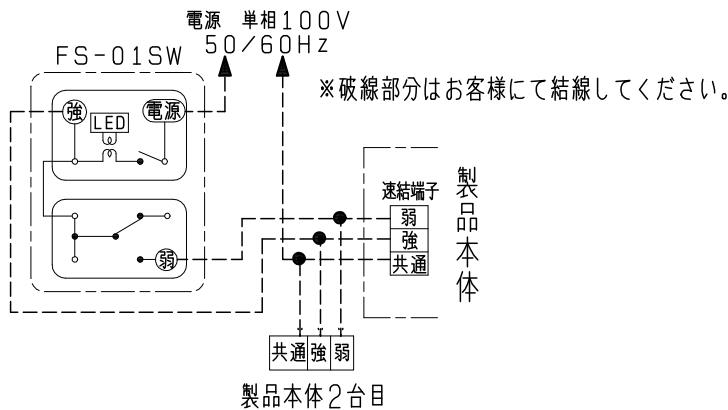 電源 単相100V
50/60Hz
FS-01SW
※破線部分はお客様にて結線してください。
強
電源
LED
弱
速結端子
弱
強
共通
製品本体
共通 強 弱
製品本体2台目